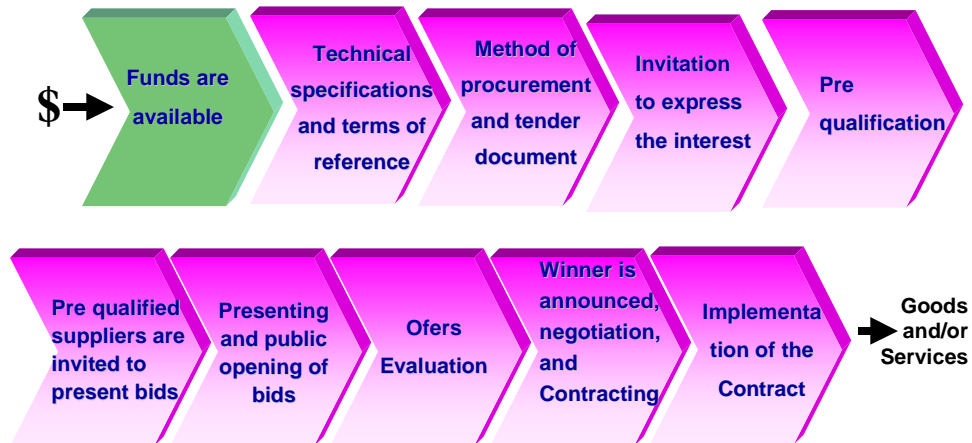 $
Funds are
available
Technical
specifications
and terms of
reference
Method of
procurement
and tender
document
Invitation
to express
the interest
Pre
qualification
Pre qualified
suppliers are
invited to
present bids
Presenting
and public
opening of
bids
Ofers
Evaluation
Winner is
announced,
negotiation,
and
Contracting
Implementa
tion of the
Contract
Goods
and/or
Services